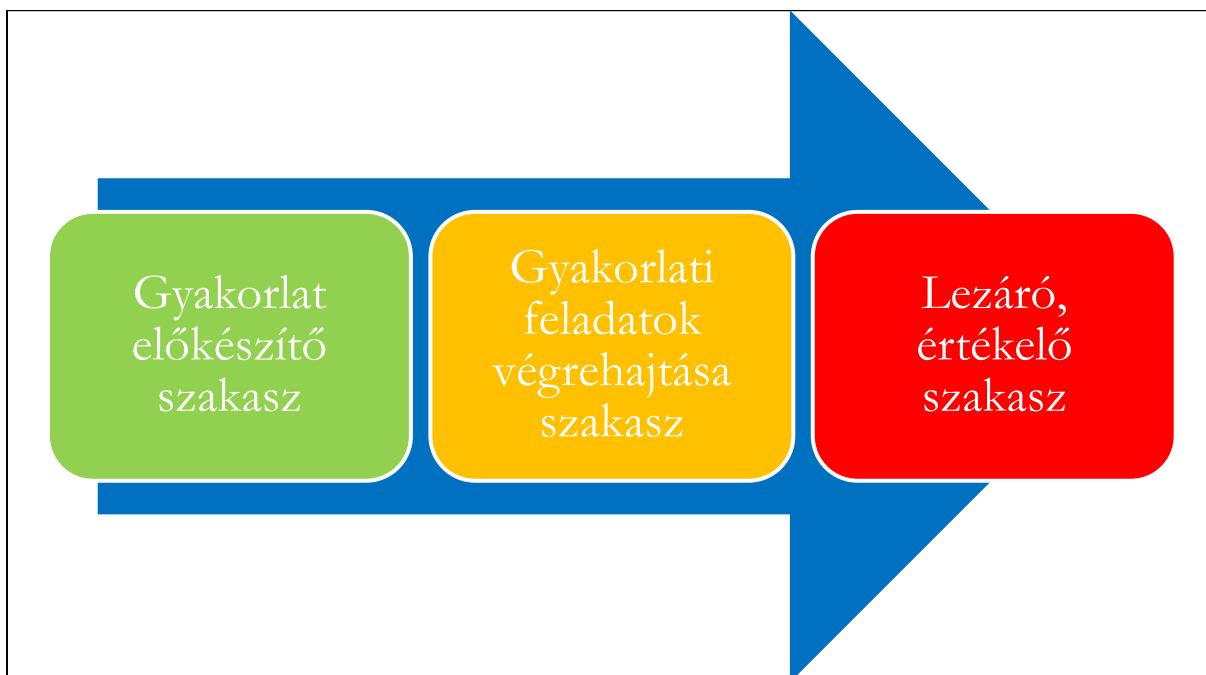 Gyakorlat
előkészítő
szakasz
Gyakorlati
feladatok
végrehajtása
szakasz
Lezáró,
értékelő
szakasz